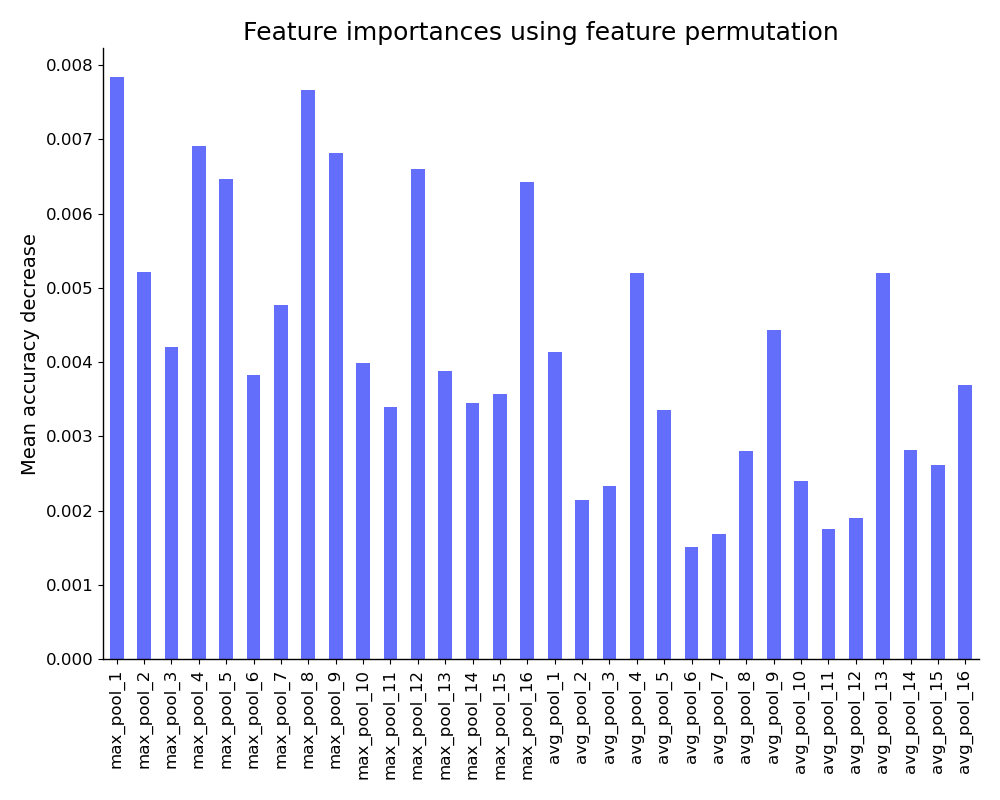 Feature importances using feature permutation
Mean accuracy decrease
0.008
0.007
0.006
0.005
0.004
0.003
0.002
0.001
0.000
max_pool_1
max_pool_2
max_pool_3
max_pool_4
max_pool_5
max_pool_6
max_pool_7
max_pool_8
max_pool_9
max_pool_10
max_pool_11
max_pool_12
max_pool_13
max_pool_14
max_pool_15
max_pool_16
avg_pool_1
avg_pool_2
avg_pool_3
avg_pool_4
avg_pool_5
avg_pool_6
avg_pool_7
avg_pool_8
avg_pool_9
avg_pool_10
avg_pool_11
avg_pool_12
avg_pool_13
avg_pool_14
avg_pool_15
avg_pool_16